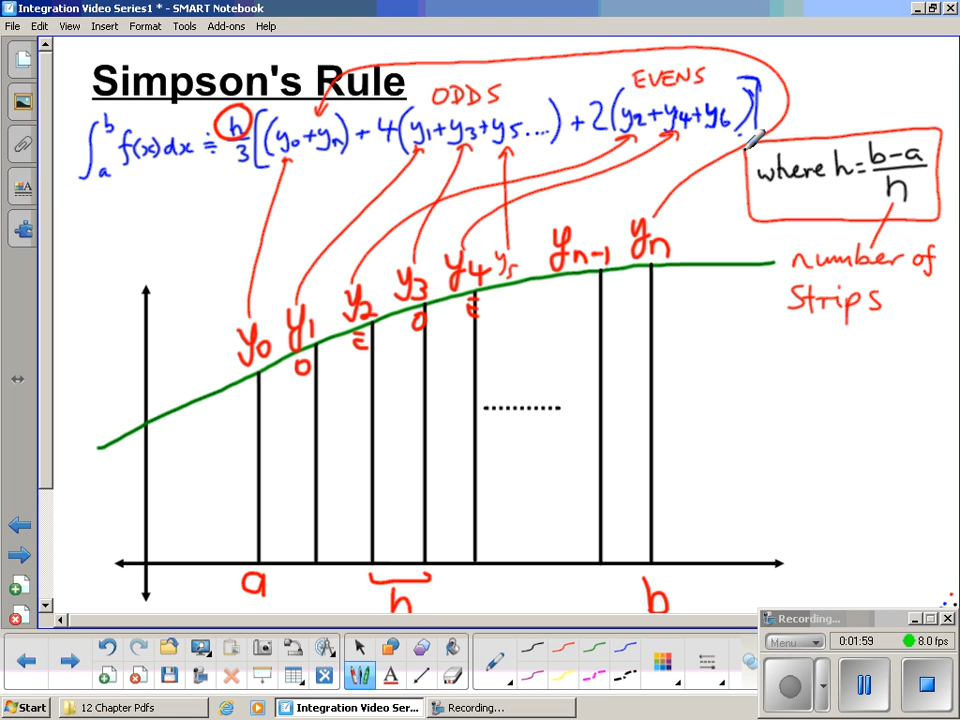 Integration Video Series1 * - SMART Notebook
File Edit View Insert Format Tools Add-ons Help
Simpson's Rule
ODDS EVENS
∫ₐᵇ f(x)dx ≑ h/3 [(y₀+yₙ) + 4(y₁+y₃+y₅....) + 2(y₂+y₄+y₆..)]
where h = b-a/n
number of
strips
y₀ y₁ y₂ y₃ y₄ y₅ yₙ₋₁ yₙ
O E O E
............
a h b
Recording...
Menu 0:01:59 8.0 fps
A
Start 12 Chapter Pdfs Integration Video Ser... Recording...